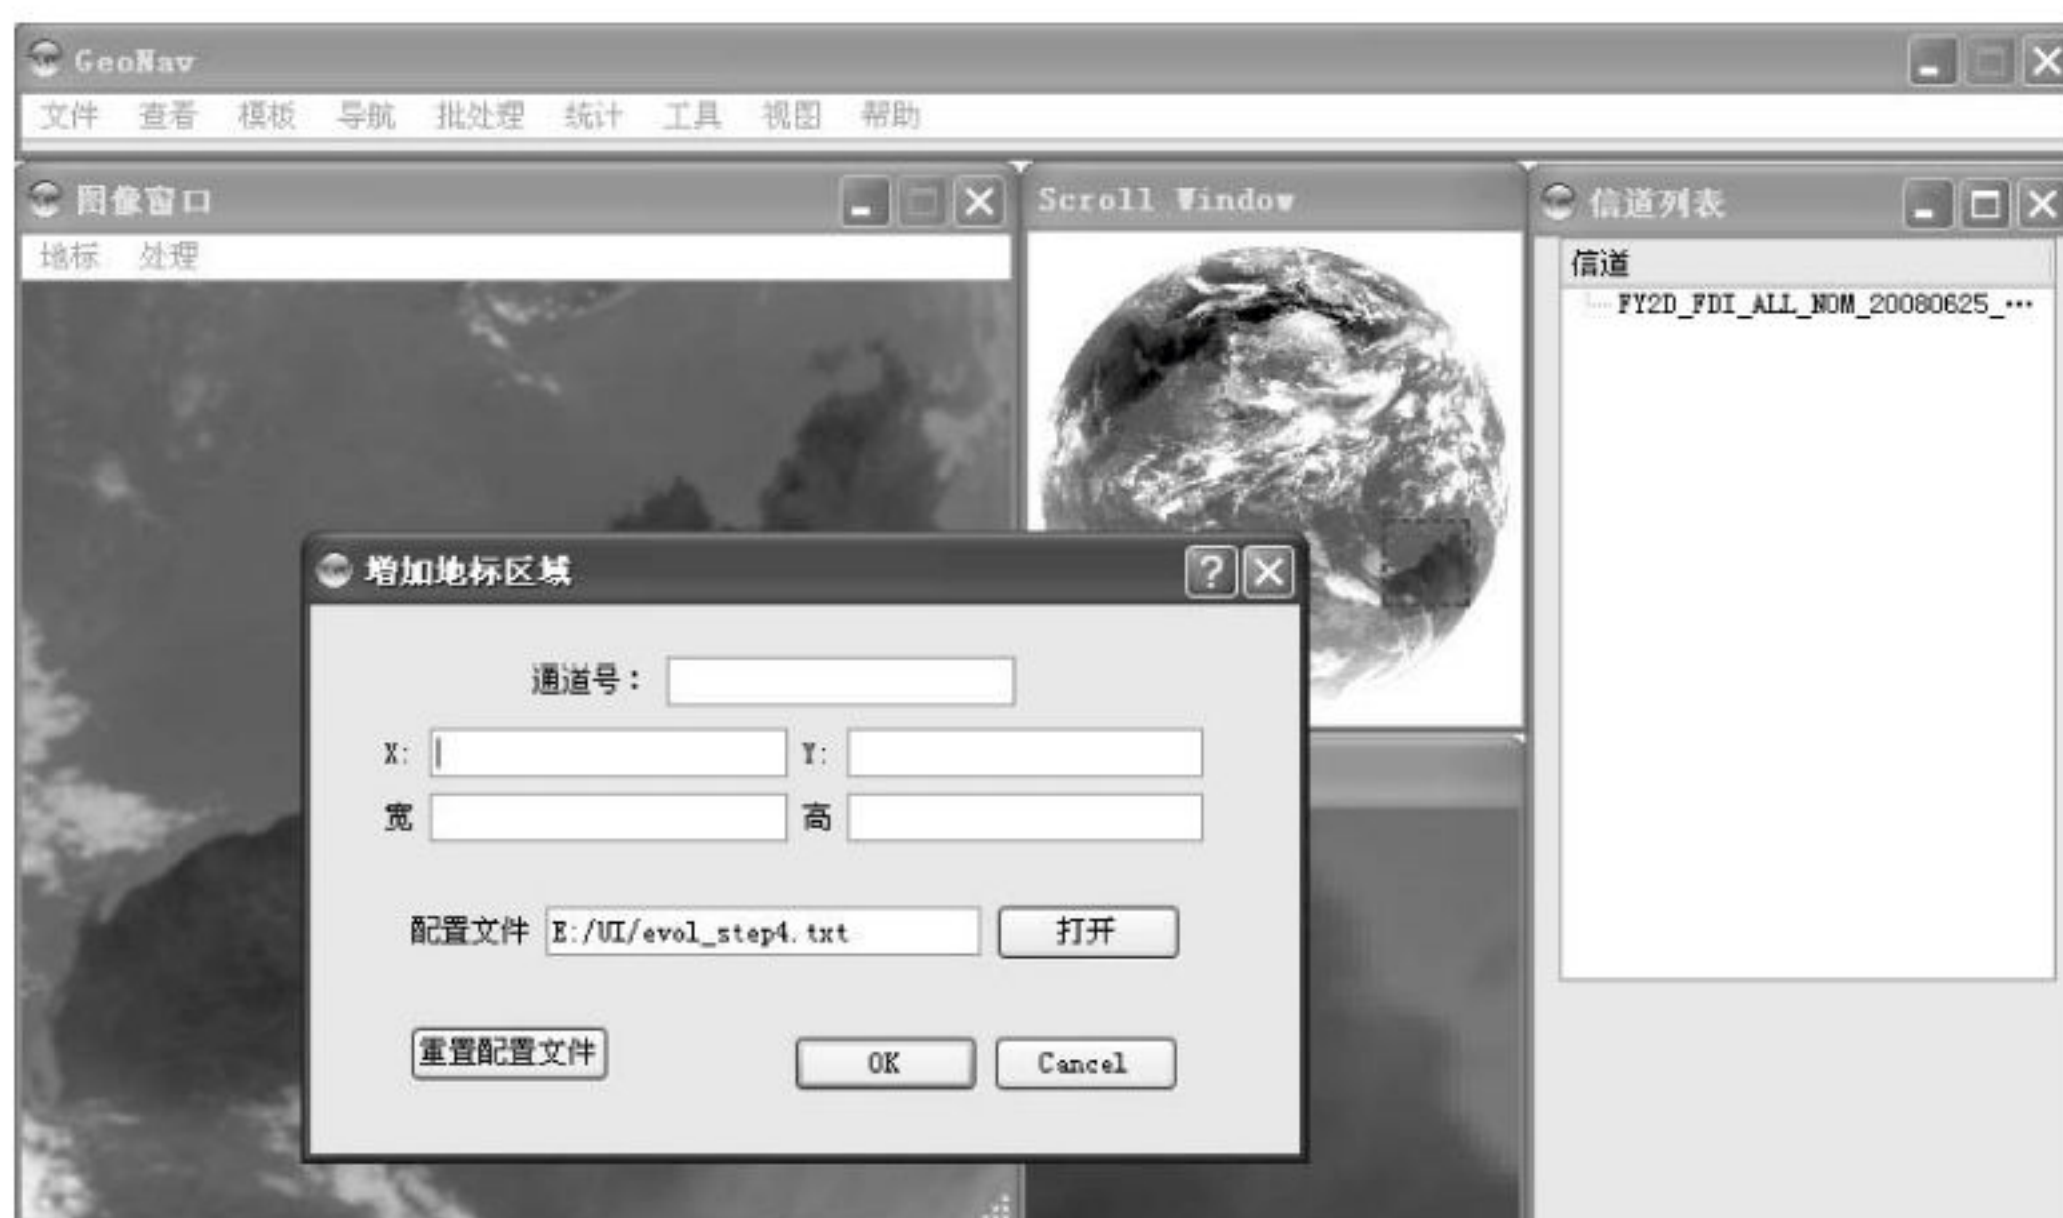 GeoNav
文件 查看 模板 导航 批处理 统计 工具 视图 帮助
图像窗口
地标 处理
Scroll Window
信道列表
信道
FY2D_FDI_ALL_NOM_20080625_...
增加地标区域
通道号：
X: Y:
宽 高
配置文件 E:/UI/evol_step4.txt 打开
重置配置文件 OK Cancel